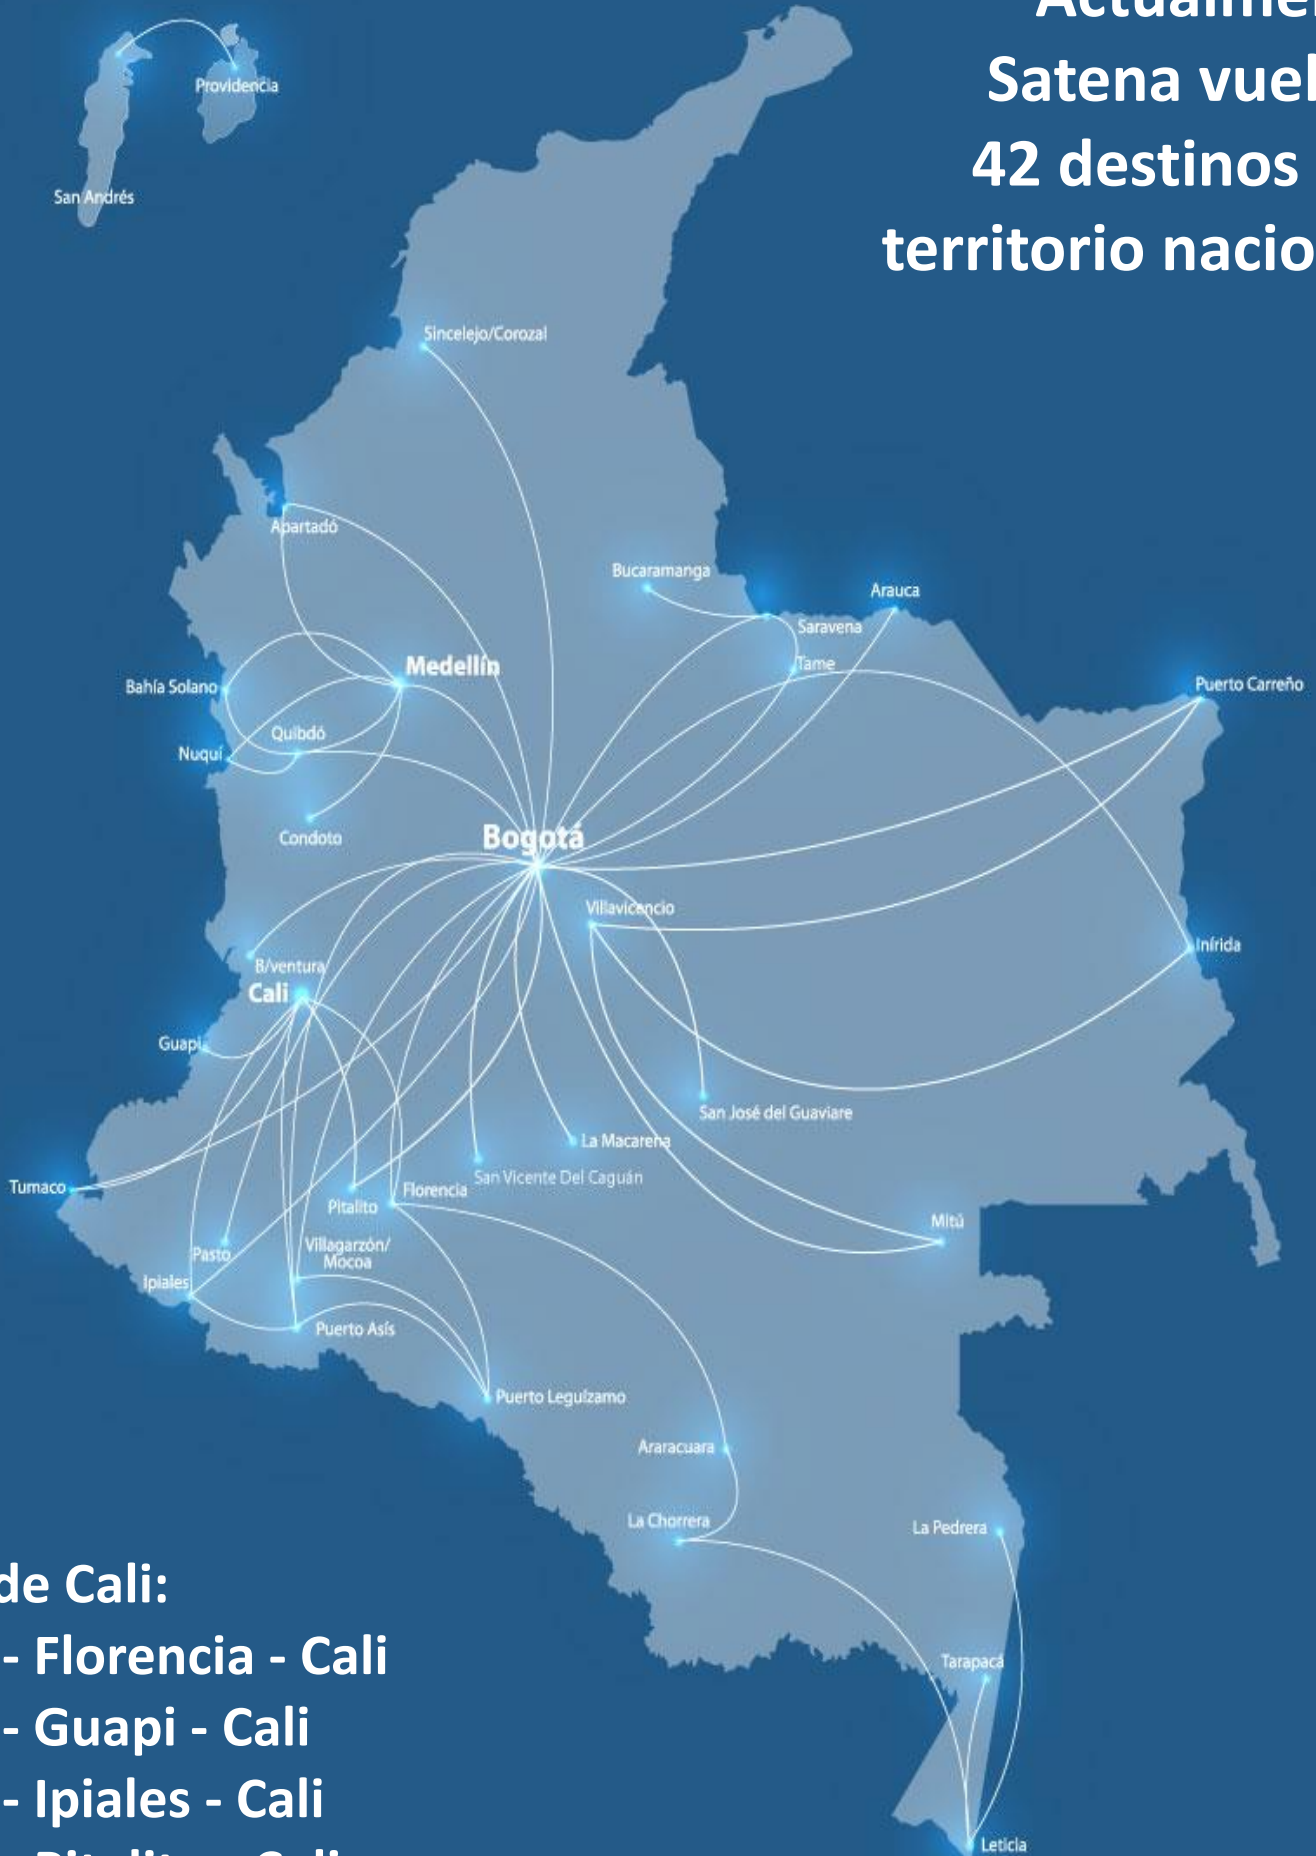 Actualmen
Satena vuel
42 destinos
territorio nacio
Providencia
San Andrés
Sincelejo/Corozal
Apartadó
Bucaramanga
Arauca
Saravena
Tame
Medellín
Bahía Solano
Puerto Carreño
Quibdó
Nuquí
Condoto
Bogotá
Villavicencio
Inírida
B/ventura
Cali
Guapi
San José del Guaviare
La Macarena
San Vicente Del Caguán
Tumaco
Florencia
Pitalito
Mitú
Villagarzón/
Mocoa
Pasto
Ipiales
Puerto Asís
Puerto Leguízamo
Araracuara
La Chorrera
La Pedrera
Tarapacá
Leticia
de Cali:
- Florencia - Cali
- Guapi - Cali
- Ipiales - Cali
- Pitalito - Cali